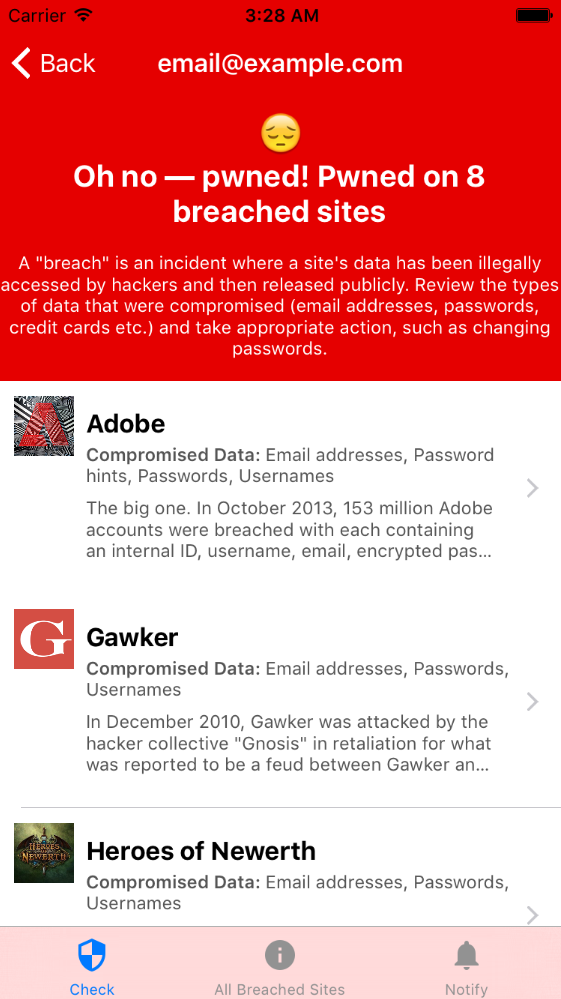 Carrier 3:28 AM
Back email@example.com
Oh no — pwned! Pwned on 8
breached sites
A "breach" is an incident where a site's data has been illegally
accessed by hackers and then released publicly. Review the types
of data that were compromised (email addresses, passwords,
credit cards etc.) and take appropriate action, such as changing
passwords.
A
Adobe
Compromised Data: Email addresses, Password
hints, Passwords, Usernames
The big one. In October 2013, 153 million Adobe
accounts were breached with each containing
an internal ID, username, email, encrypted pas...
G
Gawker
Compromised Data: Email addresses, Passwords,
Usernames
In December 2010, Gawker was attacked by the
hacker collective "Gnosis" in retaliation for what
was reported to be a feud between Gawker an...
HEROES
OF
NEWERTH
Heroes of Newerth
Compromised Data: Email addresses, Passwords,
Usernames
Check All Breached Sites Notify